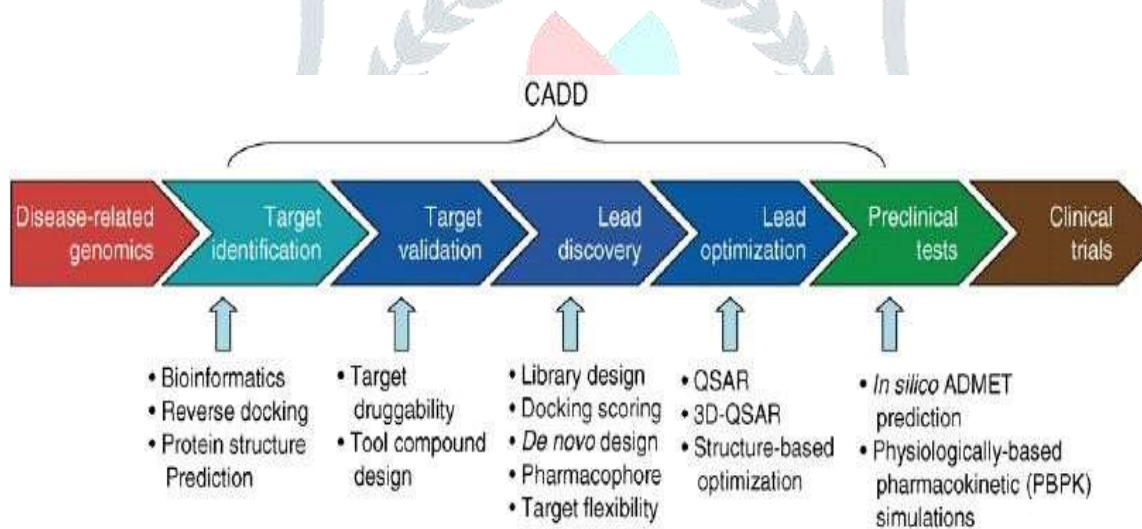 CADD
Disease-related
genomics
Target
identification
Target
validation
Lead
discovery
Lead
optimization
Preclinical
tests
Clinical
trials
• Bioinformatics
• Reverse docking
• Protein structure
Prediction
• Target
druggability
• Tool compound
design
• Library design
• Docking scoring
• De novo design
• Pharmacophore
• Target flexibility
• QSAR
• 3D-QSAR
• Structure-based
optimization
• In silico ADMET
prediction
• Physiologically-based
pharmacokinetic (PBPK)
simulations